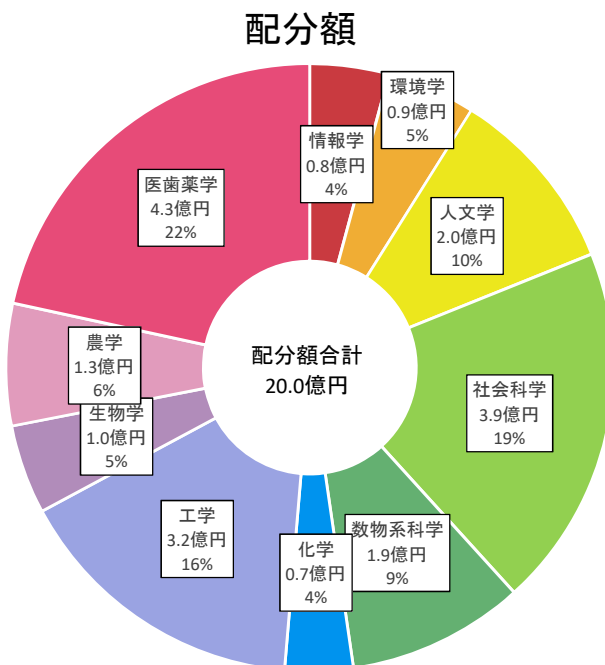 配分額
環境学
0.9億円
5%
情報学
0.8億円
4%
人文学
2.0億円
10%
社会科学
3.9億円
19%
数物系科学
1.9億円
9%
化学
0.7億円
4%
工学
3.2億円
16%
生物学
1.0億円
5%
農学
1.3億円
6%
医歯薬学
4.3億円
22%
配分額合計
20.0億円